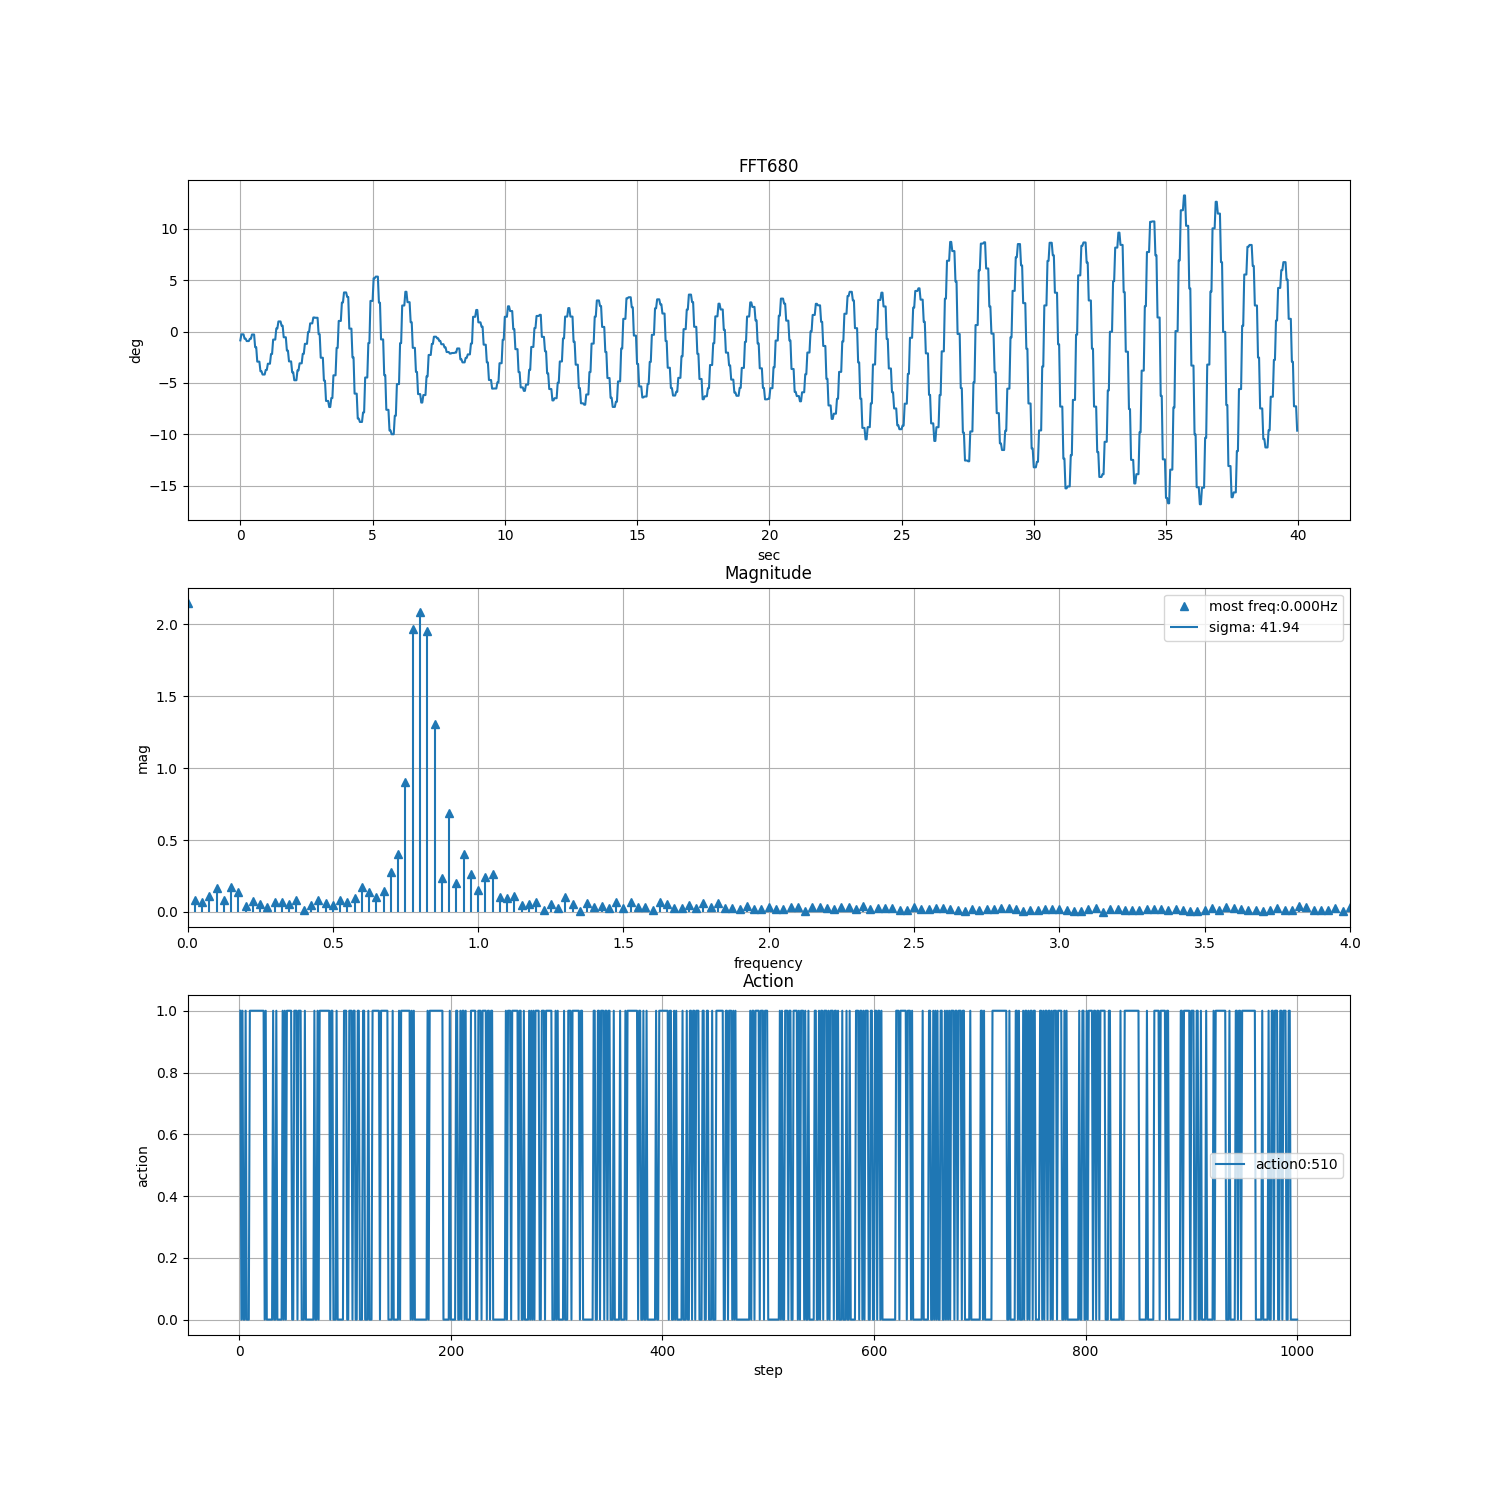 FFT680
10
5
0
−5
−10
−15
deg
0 5 10 15 20 25 30 35 40
sec
Magnitude
2.0
1.5
1.0
0.5
0.0
mag
most freq:0.000Hz
sigma: 41.94
0.0 0.5 1.0 1.5 2.0 2.5 3.0 3.5 4.0
frequency
Action
1.0
0.8
0.6
0.4
0.2
0.0
action
action0:510
0 200 400 600 800 1000
step